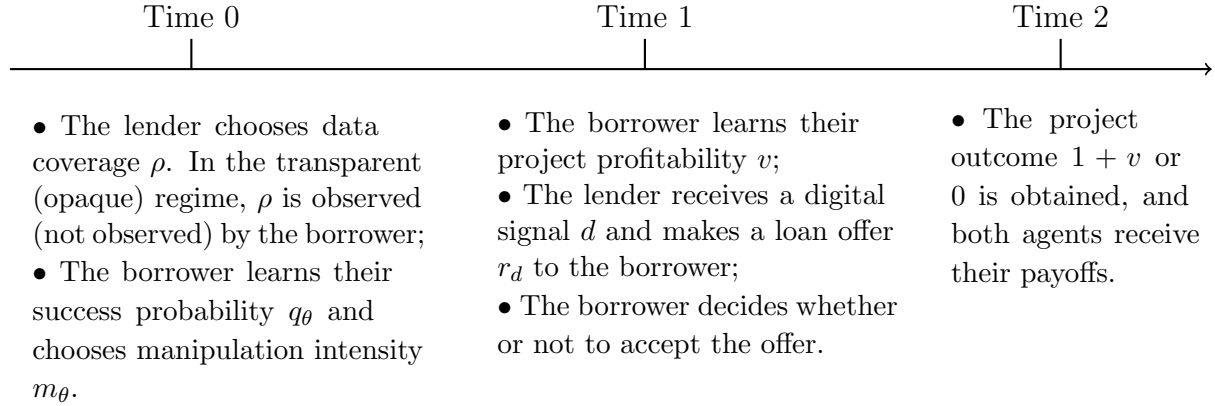 Time 0
Time 1
Time 2
• The lender chooses data
coverage ρ. In the transparent
(opaque) regime, ρ is observed
(not observed) by the borrower;
• The borrower learns their
success probability q_θ and
chooses manipulation intensity
m_θ.
• The borrower learns their
project profitability v;
• The lender receives a digital
signal d and makes a loan offer
r_d to the borrower;
• The borrower decides whether
or not to accept the offer.
• The project
outcome 1 + v or
0 is obtained, and
both agents receive
their payoffs.